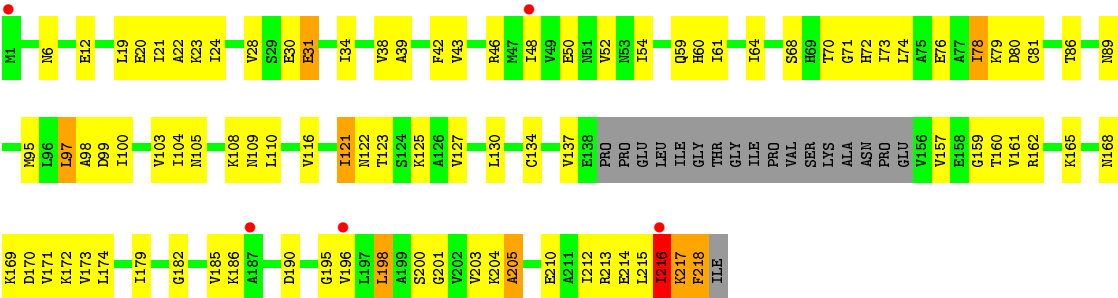 M1 N6 E12 L19 E20 I21 A22 K23 I24 V28 S29 E30 E31 I34 V38 A39 F42 V43 R46 M47 I48 V49 E50 N51 V52 N53 I54 Q59 H60 I61 I64 S68 H69 T70 G71 H72 I73 L74 A75 E76 A77 I78 K79 D80 C81 T86 N89
M95 L96 L97 A98 D99 I100 V103 I104 N105 K108 N109 L110 V116 I121 N122 T123 S124 K125 A126 V127 L130 C134 V137 E138 PRO PRO GLU LEU ILE GLY THR GLY ILE PRO VAL SER LYS ALA ASN PRO GLU V156 V157 E158 G159 T160 V161 R162 K165 N168
K169 D170 V171 K172 V173 L174 I179 G182 V185 K186 A187 D190 G195 V196 L197 L198 A199 S200 G201 V202 V203 K204 A205 E210 A211 I212 R213 E214 L215 I216 K217 F218 ILE